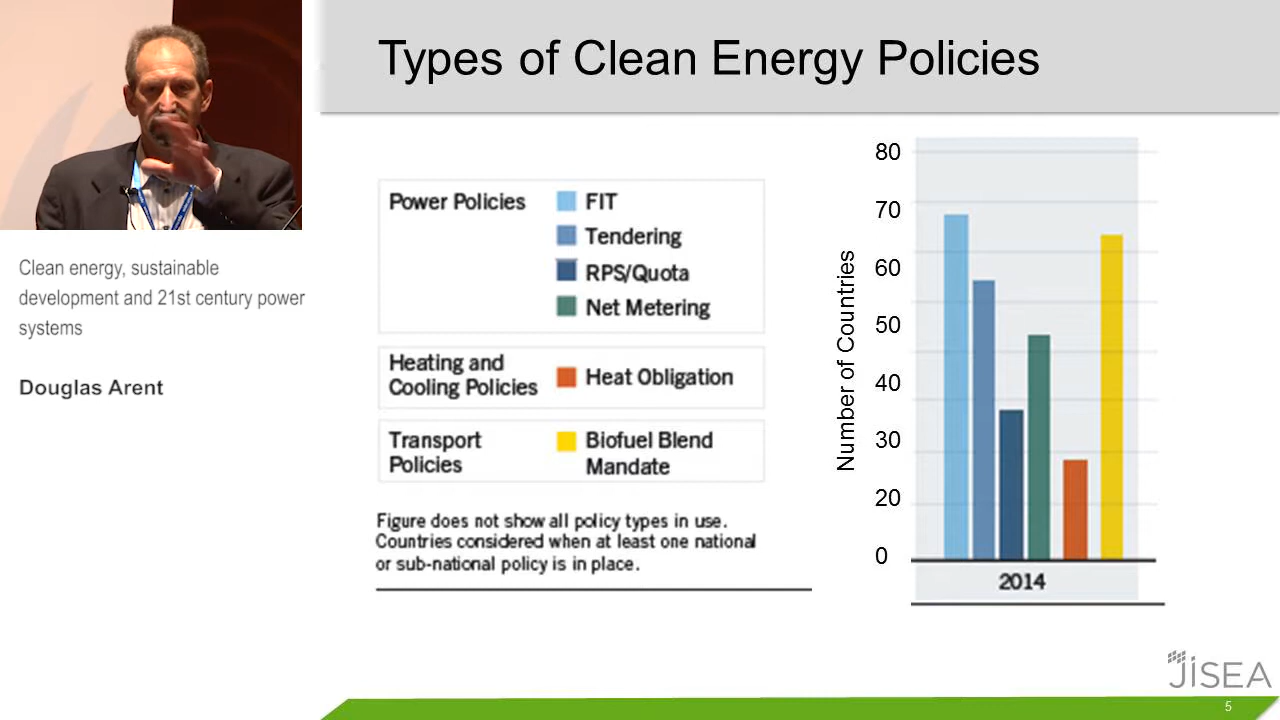 Types of Clean Energy Policies
Clean energy, sustainable
development and 21st century power
systems
Douglas Arent
Power Policies
FIT
Tendering
RPS/Quota
Net Metering
Heating and
Cooling Policies
Heat Obligation
Transport
Policies
Biofuel Blend
Mandate
Figure does not show all policy types in use.
Countries considered when at least one national
or sub-national policy is in place.
Number of Countries
80
70
60
50
40
30
20
0
2014
JISEA
5